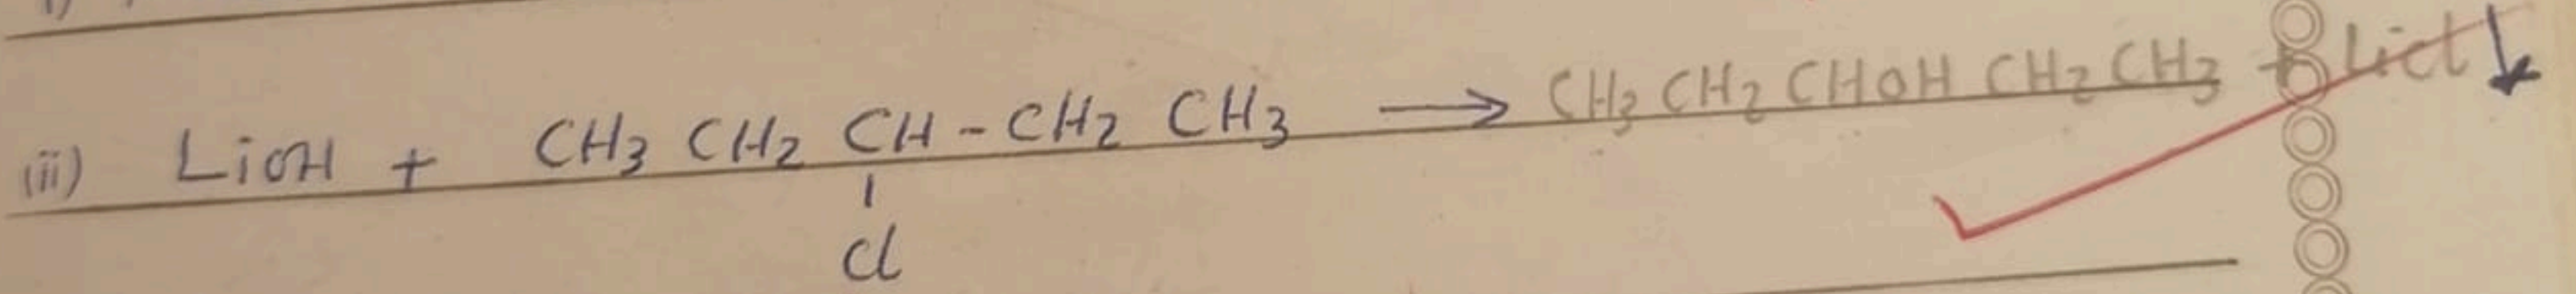 (ii) LiOH + CH3 CH2 CH - CH2 CH3 → CH3 CH2 CHOH CH2 CH3 + Licl ↓
Cl